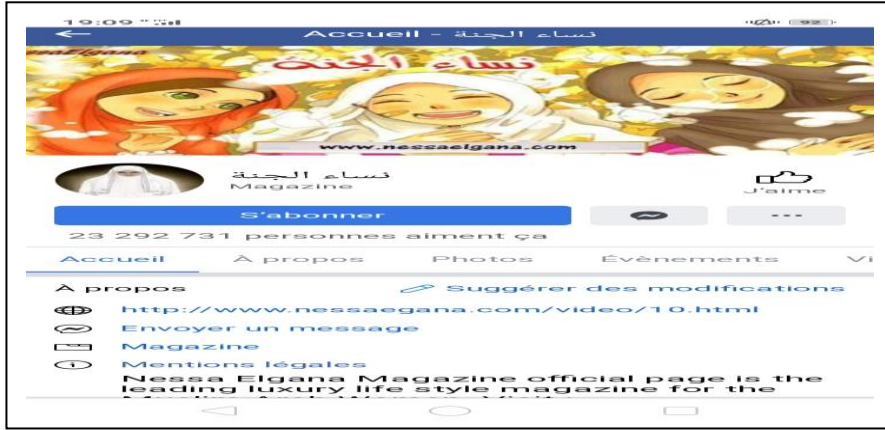 19:09
92
Accueil - نساء الجنة
نساء الجنة
www.nessaelgana.com
نساء الجنة
Magazine
J'aime
S'abonner
23 292 731 personnes aiment ça
Accueil À propos Photos Évènements Vi
À propos
Suggérer des modifications
http://www.nessaegana.com/video/10.html
Envoyer un message
Magazine
Mentions légales
Nessa Elgana Magazine official page is the
leading luxury life style magazine for the